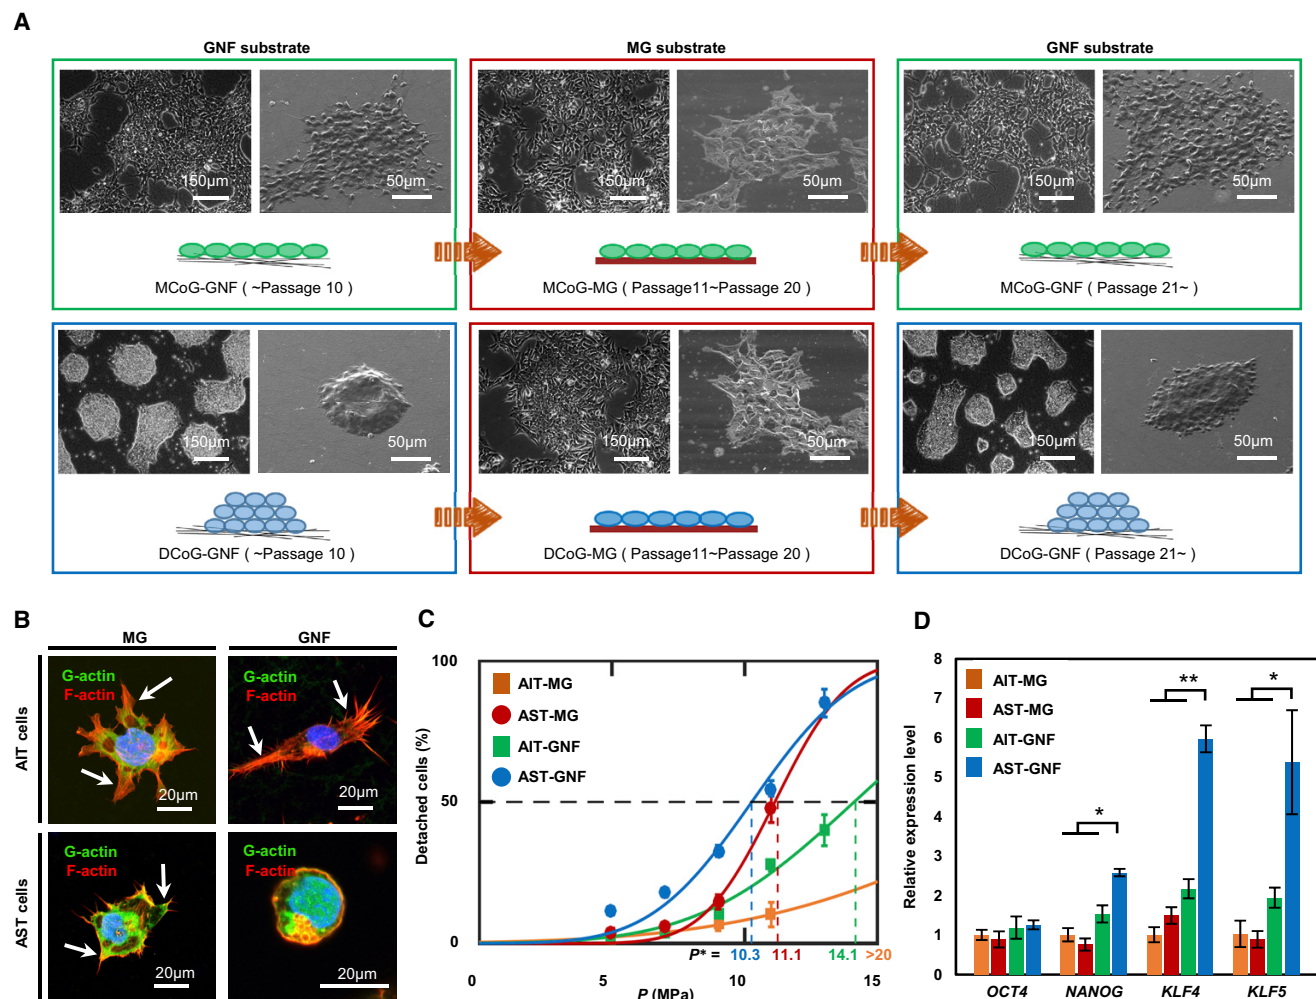 A
GNF substrate
MG substrate
GNF substrate
150µm
50µm
150µm
50µm
150µm
50µm
MCoG-GNF ( ~Passage 10 )
MCoG-MG ( Passage11~Passage 20 )
MCoG-GNF ( Passage 21~ )
150µm
50µm
150µm
50µm
150µm
50µm
DCoG-GNF ( ~Passage 10 )
DCoG-MG ( Passage11~Passage 20 )
DCoG-GNF ( Passage 21~ )
B
MG
GNF
AIT cells
G-actin
F-actin
20µm
G-actin
F-actin
20µm
AST cells
G-actin
F-actin
20µm
G-actin
F-actin
20µm
C
Detached cells (%)
100
50
0
AIT-MG
AST-MG
AIT-GNF
AST-GNF
P* = 10.3 11.1 14.1 >20
0 5 10 15
P (MPa)
D
Relative expression level
8
7
6
5
4
3
2
1
0
AIT-MG
AST-MG
AIT-GNF
AST-GNF
*
**
*
OCT4 NANOG KLF4 KLF5